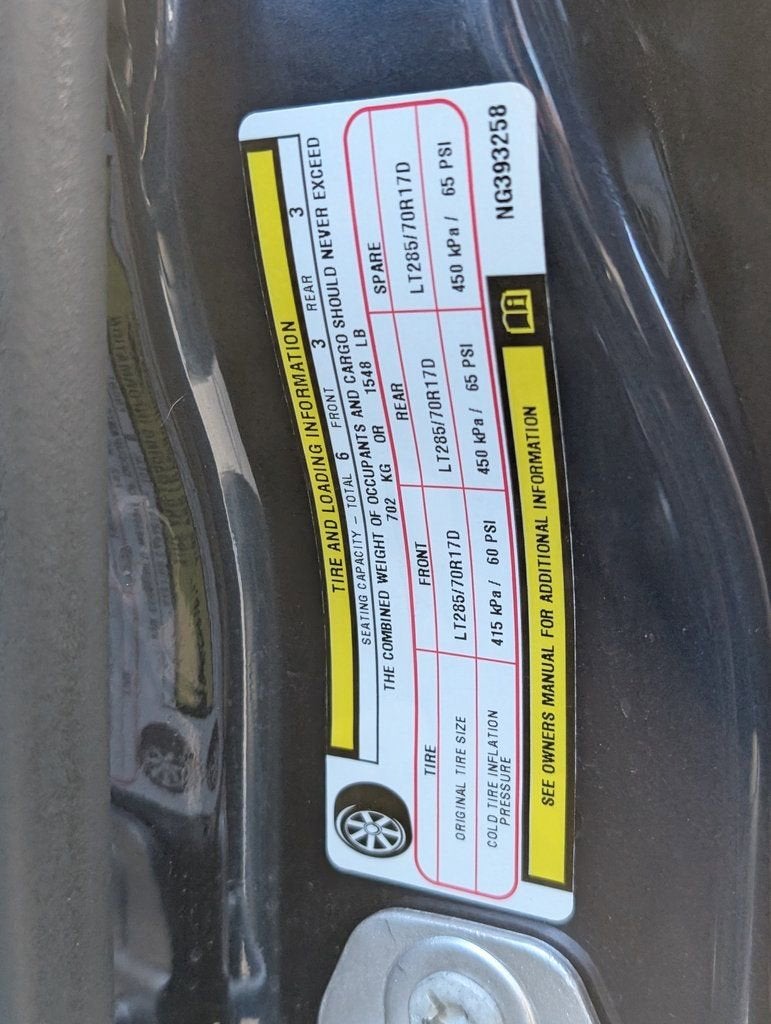 TIRE AND LOADING INFORMATION
SEATING CAPACITY - TOTAL 6 FRONT 3 REAR 3
THE COMBINED WEIGHT OF OCCUPANTS AND CARGO SHOULD NEVER EXCEED
702 KG OR 1548 LB
TIRE FRONT REAR SPARE
ORIGINAL TIRE SIZE LT285/70R17D LT285/70R17D LT285/70R17D
COLD TIRE INFLATION
PRESSURE 415 kPa / 60 PSI 450 kPa / 65 PSI 450 kPa / 65 PSI
SEE OWNERS MANUAL FOR ADDITIONAL INFORMATION
NG393258